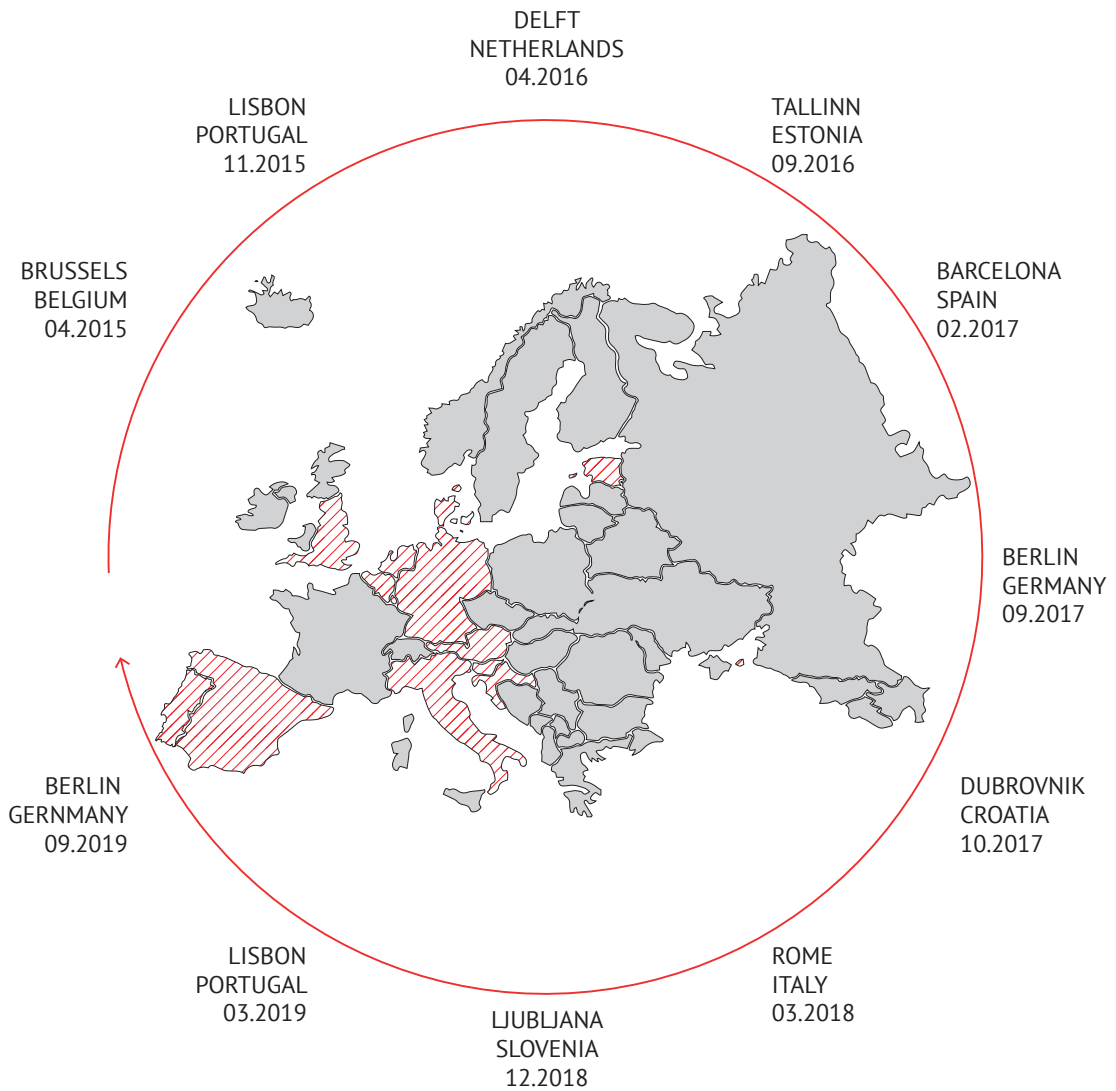 DELFT
NETHERLANDS
04.2016
TALLINN
ESTONIA
09.2016
BARCELONA
SPAIN
02.2017
BERLIN
GERMANY
09.2017
DUBROVNIK
CROATIA
10.2017
ROME
ITALY
03.2018
LJUBLJANA
SLOVENIA
12.2018
LISBON
PORTUGAL
03.2019
BERLIN
GERNMANY
09.2019
BRUSSELS
BELGIUM
04.2015
LISBON
PORTUGAL
11.2015